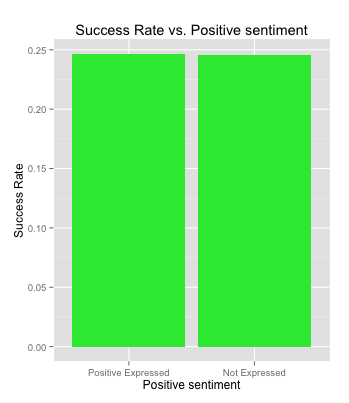 Success Rate vs. Positive sentiment
0.25
0.20
0.15
0.10
0.05
0.00
Success Rate
Positive Expressed
Not Expressed
Positive sentiment